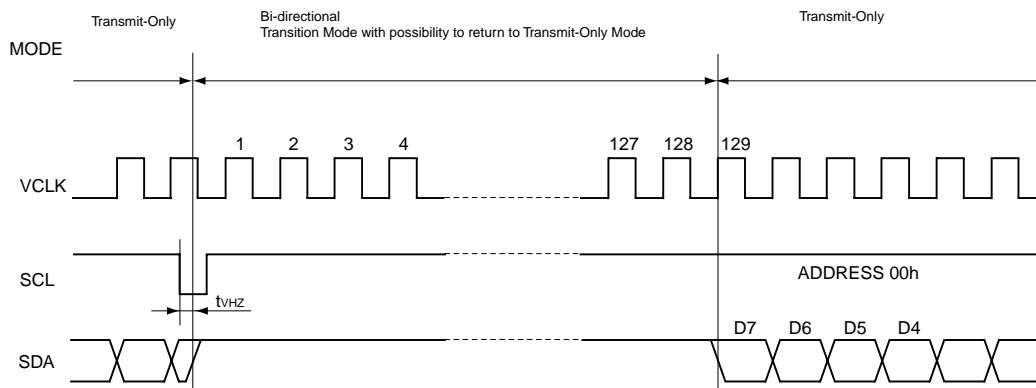 Transmit-Only
Bi-directional
Transition Mode with possibility to return to Transmit-Only Mode
Transmit-Only
MODE
1 2 3 4 127 128 129
VCLK
SCL
ADDRESS 00h
tVHZ
D7 D6 D5 D4
SDA